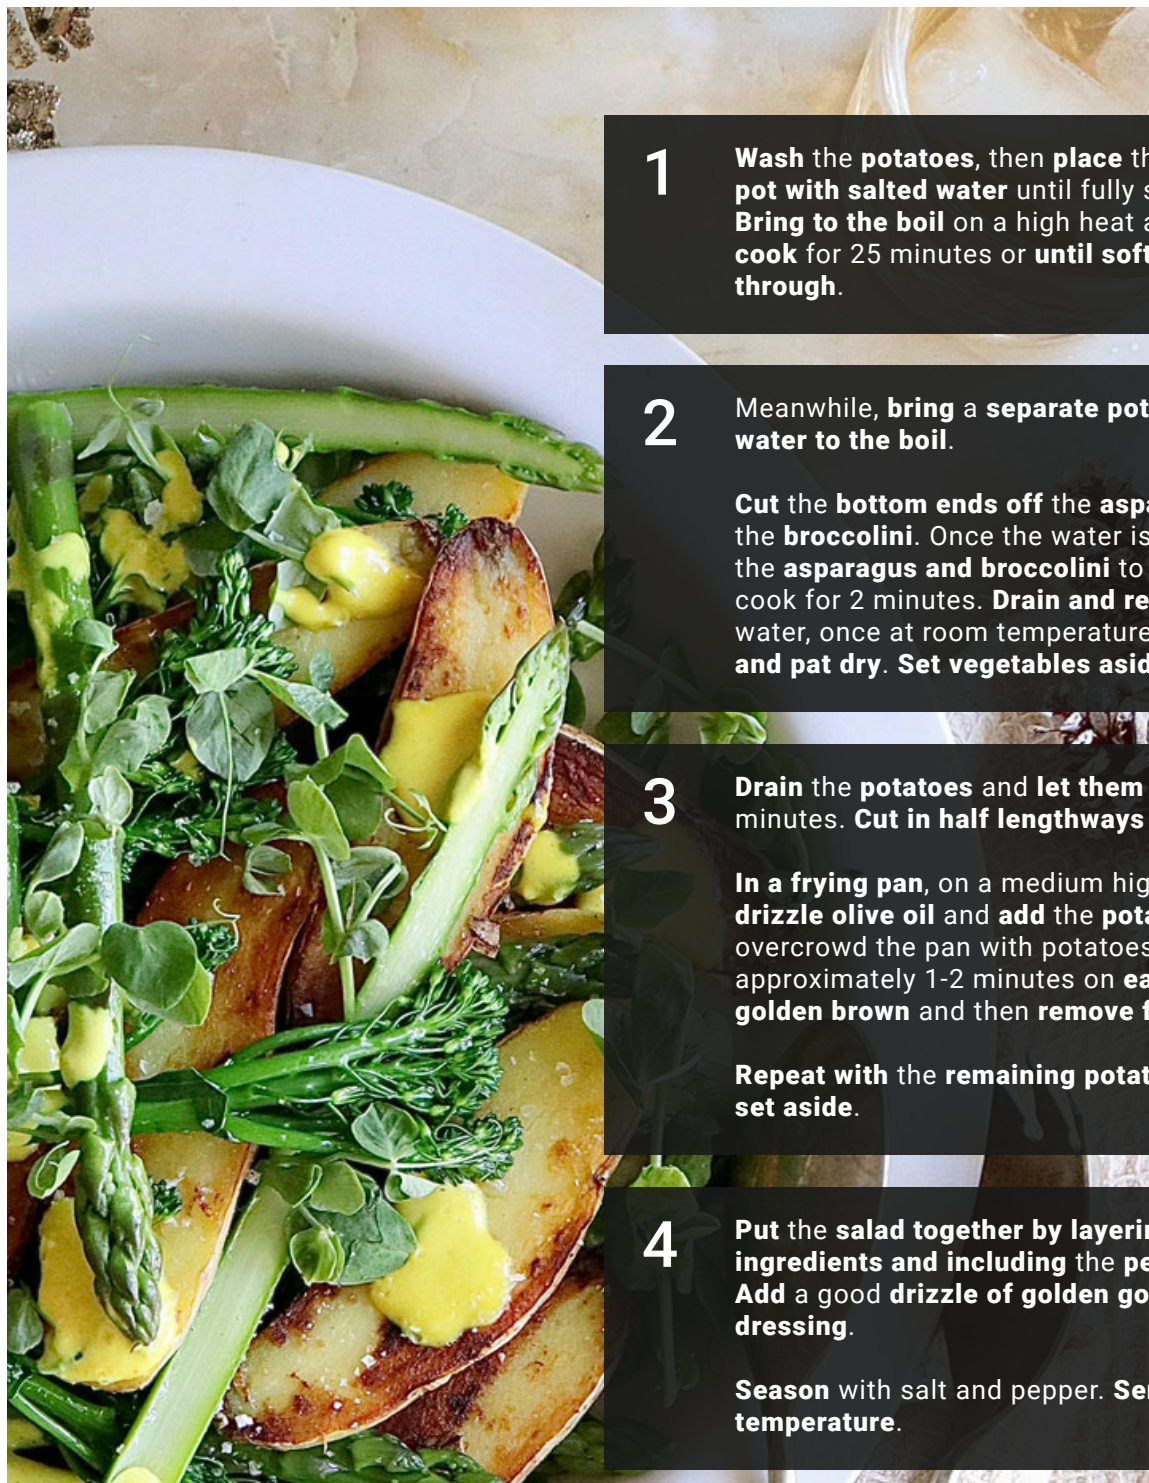 1
Wash the potatoes, then place
pot with salted water until fully
Bring to the boil on a high heat
cook for 25 minutes or until soft
through.
2
Meanwhile, bring a separate pot
water to the boil.
Cut the bottom ends off the
the broccolini. Once the water is
the asparagus and broccolini to
cook for 2 minutes. Drain and
water, once at room temperature
and pat dry. Set vegetables
3
Drain the potatoes and let them
minutes. Cut in half lengthways
In a frying pan, on a medium
drizzle olive oil and add the
overcrowd the pan with potatoes
approximately 1-2 minutes on
golden brown and then remove
Repeat with the remaining
set aside.
4
Put the salad together by
ingredients and including the
Add a good drizzle of golden
dressing.
Season with salt and pepper.
temperature.